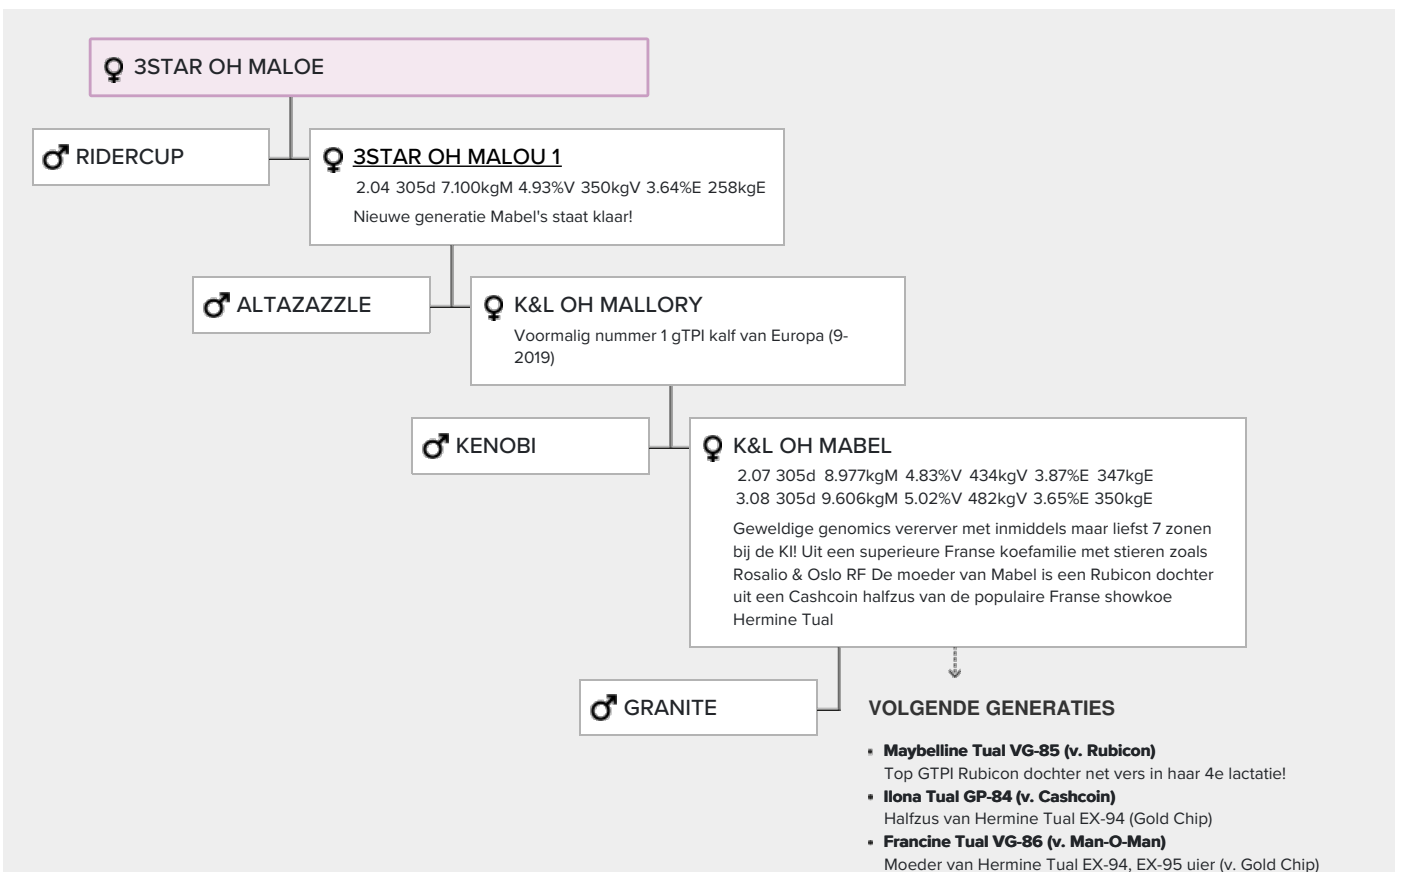 3STAR OH MALOE
RIDERCUP
3STAR OH MALOU 1
2.04 305d 7.100kgM 4.93%V 350kgV 3.64%E 258kgE
Nieuwe generatie Mabel's staat klaar!
ALTAZAZZLE
K&L OH MALLORY
Voormalig nummer 1 gTPI kalf van Europa (9-
2019)
KENOBI
K&L OH MABEL
2.07 305d 8.977kgM 4.83%V 434kgV 3.87%E 347kgE
3.08 305d 9.606kgM 5.02%V 482kgV 3.65%E 350kgE
Geweldige genomics vererver met inmiddels maar liefst 7 zonen
bij de KI! Uit een superieure Franse koefamilie met stieren zoals
Rosalio & Oslo RF De moeder van Mabel is een Rubicon dochter
uit een Cashcoin halfzus van de populaire Franse showkoe
Hermine Tual
GRANITE
VOLGENDE GENERATIES
• Maybelline Tual VG-85 (v. Rubicon)
Top GTPI Rubicon dochter net vers in haar 4e lactatie!
• Ilona Tual GP-84 (v. Cashcoin)
Halfzus van Hermine Tual EX-94 (Gold Chip)
• Francine Tual VG-86 (v. Man-O-Man)
Moeder van Hermine Tual EX-94, EX-95 uier (v. Gold Chip)